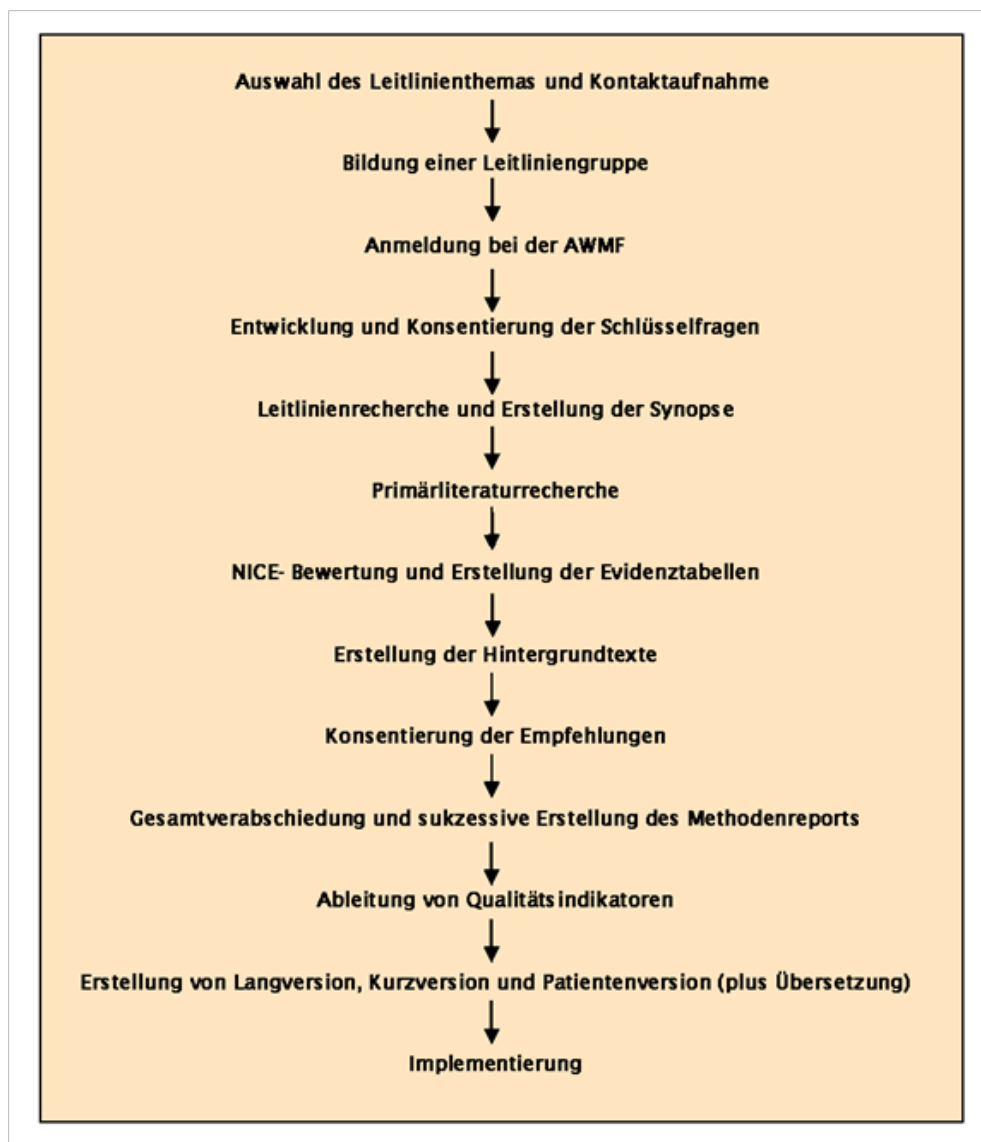 Auswahl des Leitlinienthemas und Kontaktaufnahme
Bildung einer Leitliniengruppe
Anmeldung bei der AWMF
Entwicklung und Konsentierung der Schlüsselfragen
Leitlinienrecherche und Erstellung der Synopse
Primärliteraturrecherche
NICE- Bewertung und Erstellung der Evidenztabellen
Erstellung der Hintergrundtexte
Konsentierung der Empfehlungen
Gesamtverabschiedung und sukzessive Erstellung des Methodenreports
Ableitung von Qualitätsindikatoren
Erstellung von Langversion, Kurzversion und Patientenversion (plus Übersetzung)
Implementierung